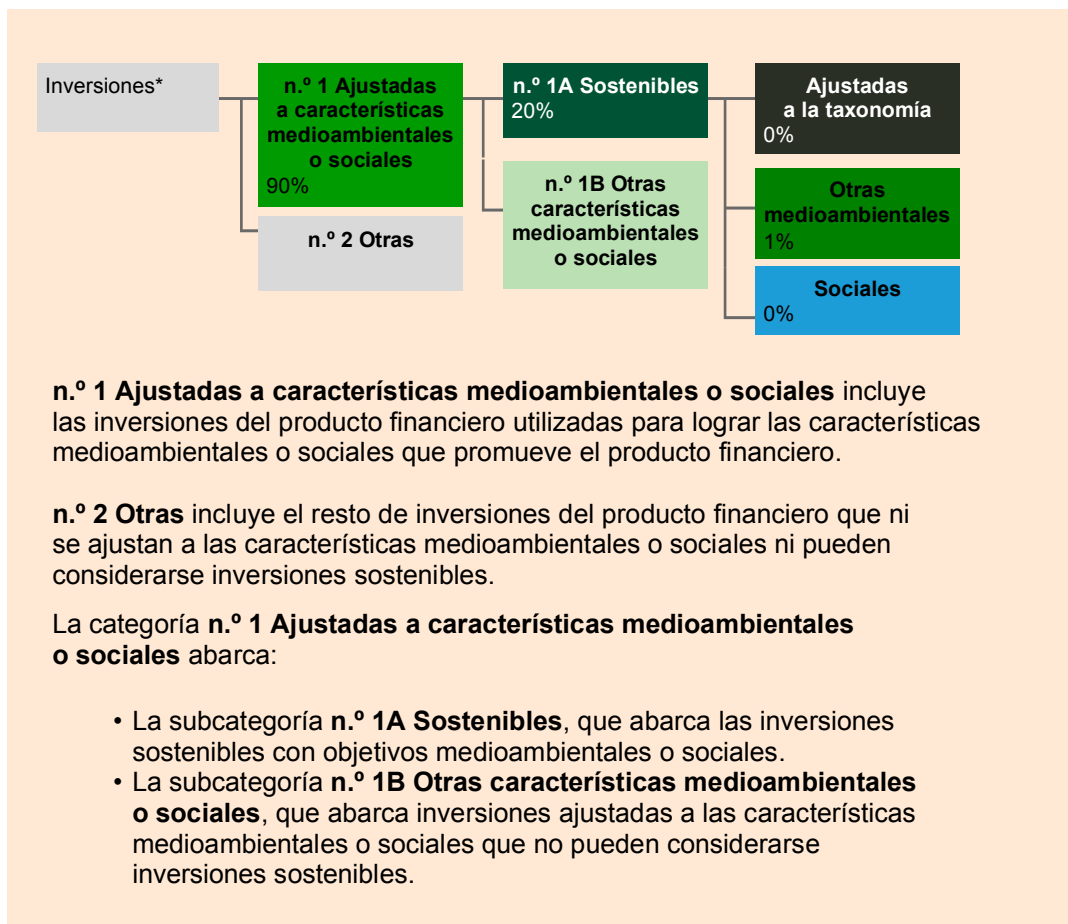 Inversiones*
n.º 1 Ajustadas
a características
medioambientales
o sociales
90%
n.º 2 Otras
n.º 1A Sostenibles
20%
n.º 1B Otras
características
medioambientales
o sociales
Ajustadas
a la taxonomía
0%
Otras
medioambientales
1%
Sociales
0%
n.º 1 Ajustadas a características medioambientales o sociales incluye
las inversiones del producto financiero utilizadas para lograr las características
medioambientales o sociales que promueve el producto financiero.
n.º 2 Otras incluye el resto de inversiones del producto financiero que ni
se ajustan a las características medioambientales o sociales ni pueden
considerarse inversiones sostenibles.
La categoría n.º 1 Ajustadas a características medioambientales
o sociales abarca:
• La subcategoría n.º 1A Sostenibles, que abarca las inversiones
sostenibles con objetivos medioambientales o sociales.
• La subcategoría n.º 1B Otras características medioambientales
o sociales, que abarca inversiones ajustadas a las características
medioambientales o sociales que no pueden considerarse
inversiones sostenibles.